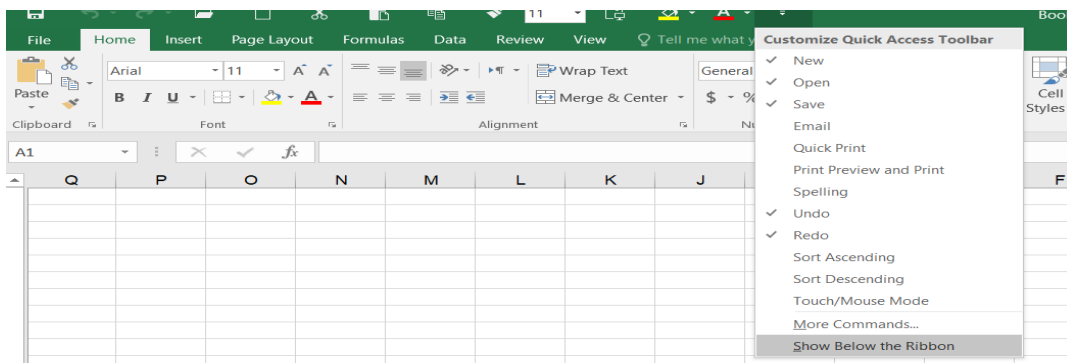 11
Boo
File Home Insert Page Layout Formulas Data Review View Tell me what y
Customize Quick Access Toolbar
New
Open
Save
Email
Quick Print
Print Preview and Print
Spelling
Undo
Redo
Sort Ascending
Sort Descending
Touch/Mouse Mode
More Commands...
Show Below the Ribbon
Arial 11 A A Wrap Text General
Paste B I U A Merge & Center $ %
Cell
Styles
Clipboard Font Alignment Nu
A1 fx
Q P O N M L K J F